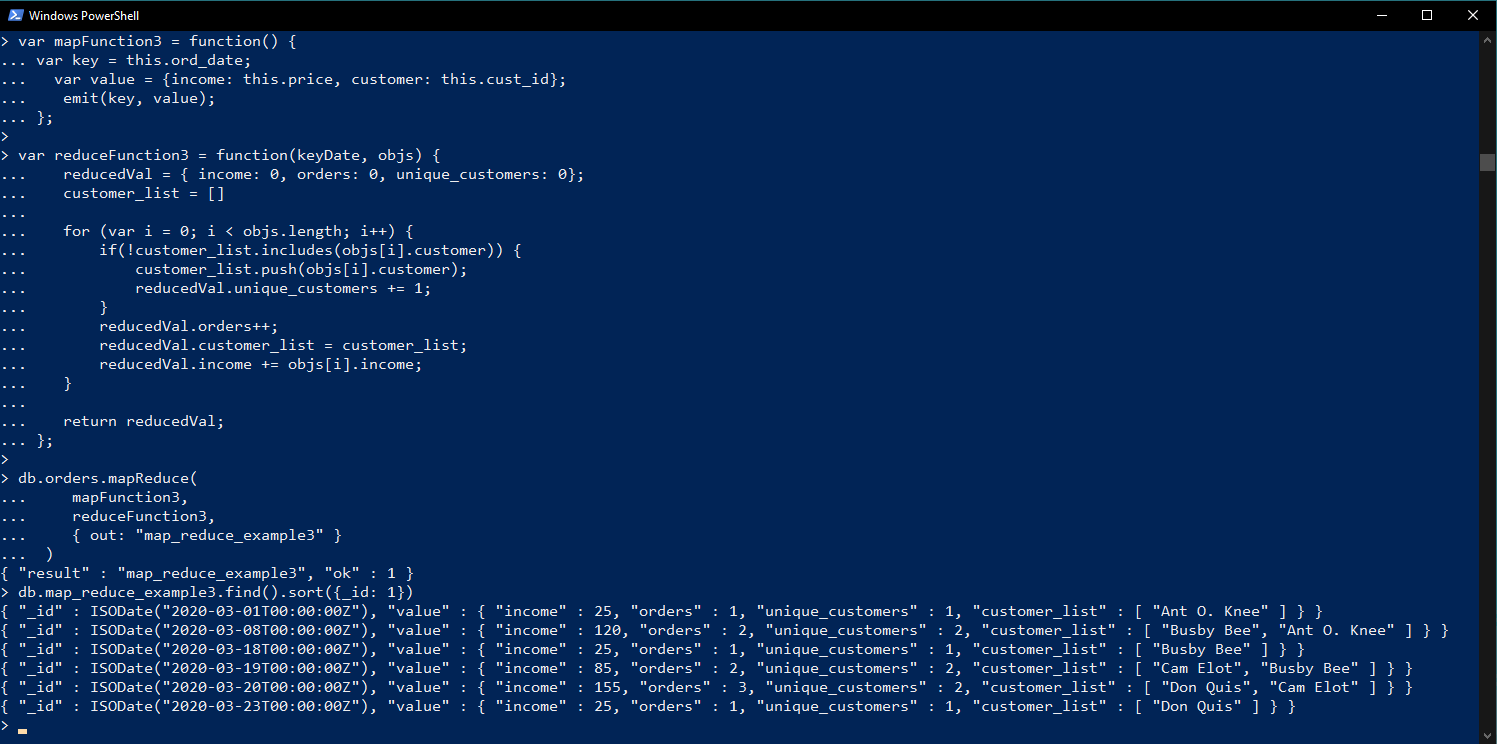 Windows PowerShell
> var mapFunction3 = function() {
... var key = this.ord_date;
...   var value = {income: this.price, customer: this.cust_id};
...    emit(key, value);
... };
>
> var reduceFunction3 = function(keyDate, objs) {
...    reducedVal = { income: 0, orders: 0, unique_customers: 0};
...    customer_list = []
...
...    for (var i = 0; i < objs.length; i++) {
...        if(!customer_list.includes(objs[i].customer)) {
...            customer_list.push(objs[i].customer);
...            reducedVal.unique_customers += 1;
...        }
...        reducedVal.orders++;
...        reducedVal.customer_list = customer_list;
...        reducedVal.income += objs[i].income;
...    }
...
...    return reducedVal;
... };
>
> db.orders.mapReduce(
...     mapFunction3,
...     reduceFunction3,
...     { out: "map_reduce_example3" }
...  )
{ "result" : "map_reduce_example3", "ok" : 1 }
> db.map_reduce_example3.find().sort({_id: 1})
{ "_id" : ISODate("2020-03-01T00:00:00Z"), "value" : { "income" : 25, "orders" : 1, "unique_customers" : 1, "customer_list" : [ "Ant O. Knee" ] } }
{ "_id" : ISODate("2020-03-08T00:00:00Z"), "value" : { "income" : 120, "orders" : 2, "unique_customers" : 2, "customer_list" : [ "Busby Bee", "Ant O. Knee" ] } }
{ "_id" : ISODate("2020-03-18T00:00:00Z"), "value" : { "income" : 25, "orders" : 1, "unique_customers" : 1, "customer_list" : [ "Busby Bee" ] } }
{ "_id" : ISODate("2020-03-19T00:00:00Z"), "value" : { "income" : 85, "orders" : 2, "unique_customers" : 2, "customer_list" : [ "Cam Elot", "Busby Bee" ] } }
{ "_id" : ISODate("2020-03-20T00:00:00Z"), "value" : { "income" : 155, "orders" : 3, "unique_customers" : 2, "customer_list" : [ "Don Quis", "Cam Elot" ] } }
{ "_id" : ISODate("2020-03-23T00:00:00Z"), "value" : { "income" : 25, "orders" : 1, "unique_customers" : 1, "customer_list" : [ "Don Quis" ] } }
>